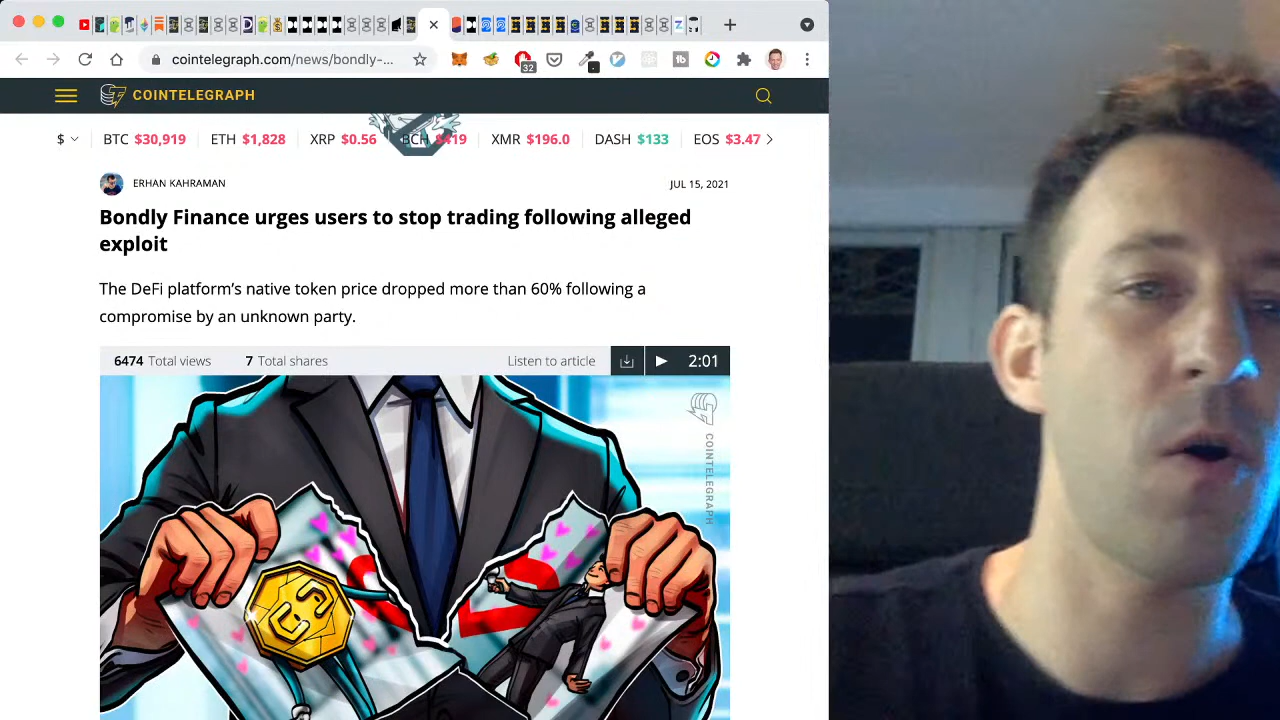 cointelegraph.com/news/bondly-...
32
COINTELEGRAPH
$ BTC $30,919 ETH $1,828 XRP $0.56 BCH $419 XMR $196.0 DASH $133 EOS $3.47
ERHAN KAHRAMAN
JUL 15, 2021
Bondly Finance urges users to stop trading following alleged
exploit
The DeFi platform’s native token price dropped more than 60% following a
compromise by an unknown party.
6474 Total views 7 Total shares Listen to article 2:01
COINTELEGRAPH